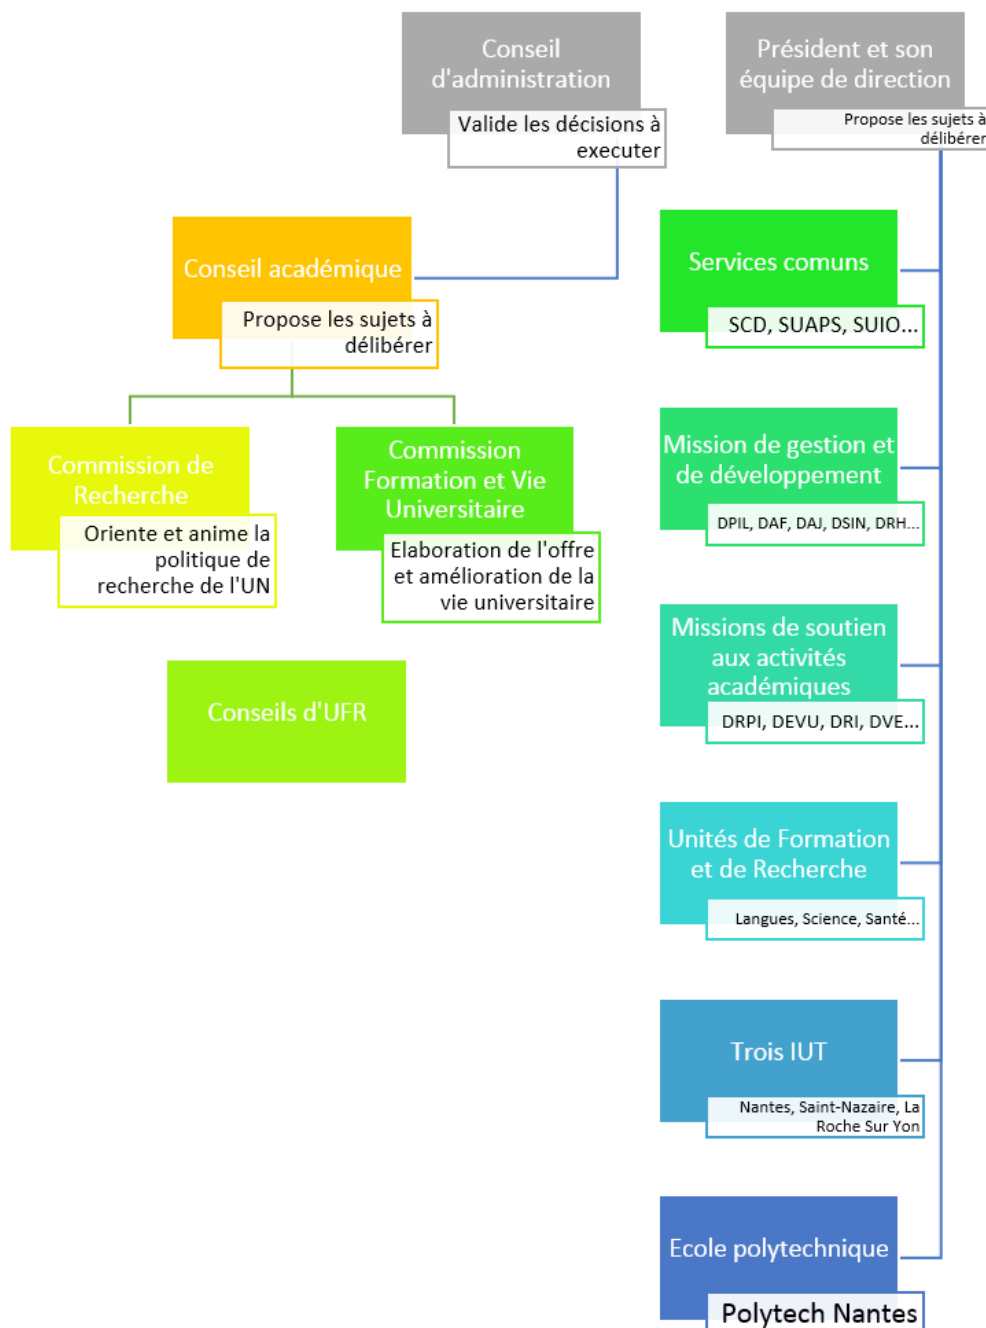 Conseil
d'administration
Valide les décisions à
executer
Président et son
équipe de direction
Propose les sujets à
délibérer
Conseil académique
Propose les sujets à
délibérer
Commission de
Recherche
Oriente et anime la
politique de
recherche de l'UN
Commission
Formation et Vie
Universitaire
Elaboration de l'offre
et amélioration de la
vie universitaire
Conseils d'UFR
Services comuns
SCD, SUAPS, SUIO...
Mission de gestion et
de développement
DPIL, DAF, DAJ, DSIN, DRH...
Missions de soutien
aux activités
académiques
DRPI, DEVU, DRI, DVE...
Unités de Formation
et de Recherche
Langues, Science, Santé...
Trois IUT
Nantes, Saint-Nazaire, La
Roche Sur Yon
Ecole polytechnique
Polytech Nantes